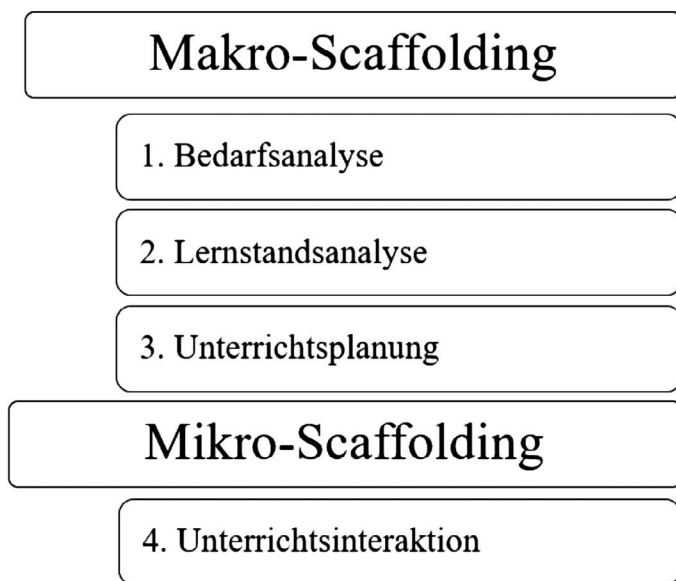 Makro-Scaffolding
1. Bedarfsanalyse
2. Lernstandsanalyse
3. Unterrichtsplanung
Mikro-Scaffolding
4. Unterrichtsinteraktion